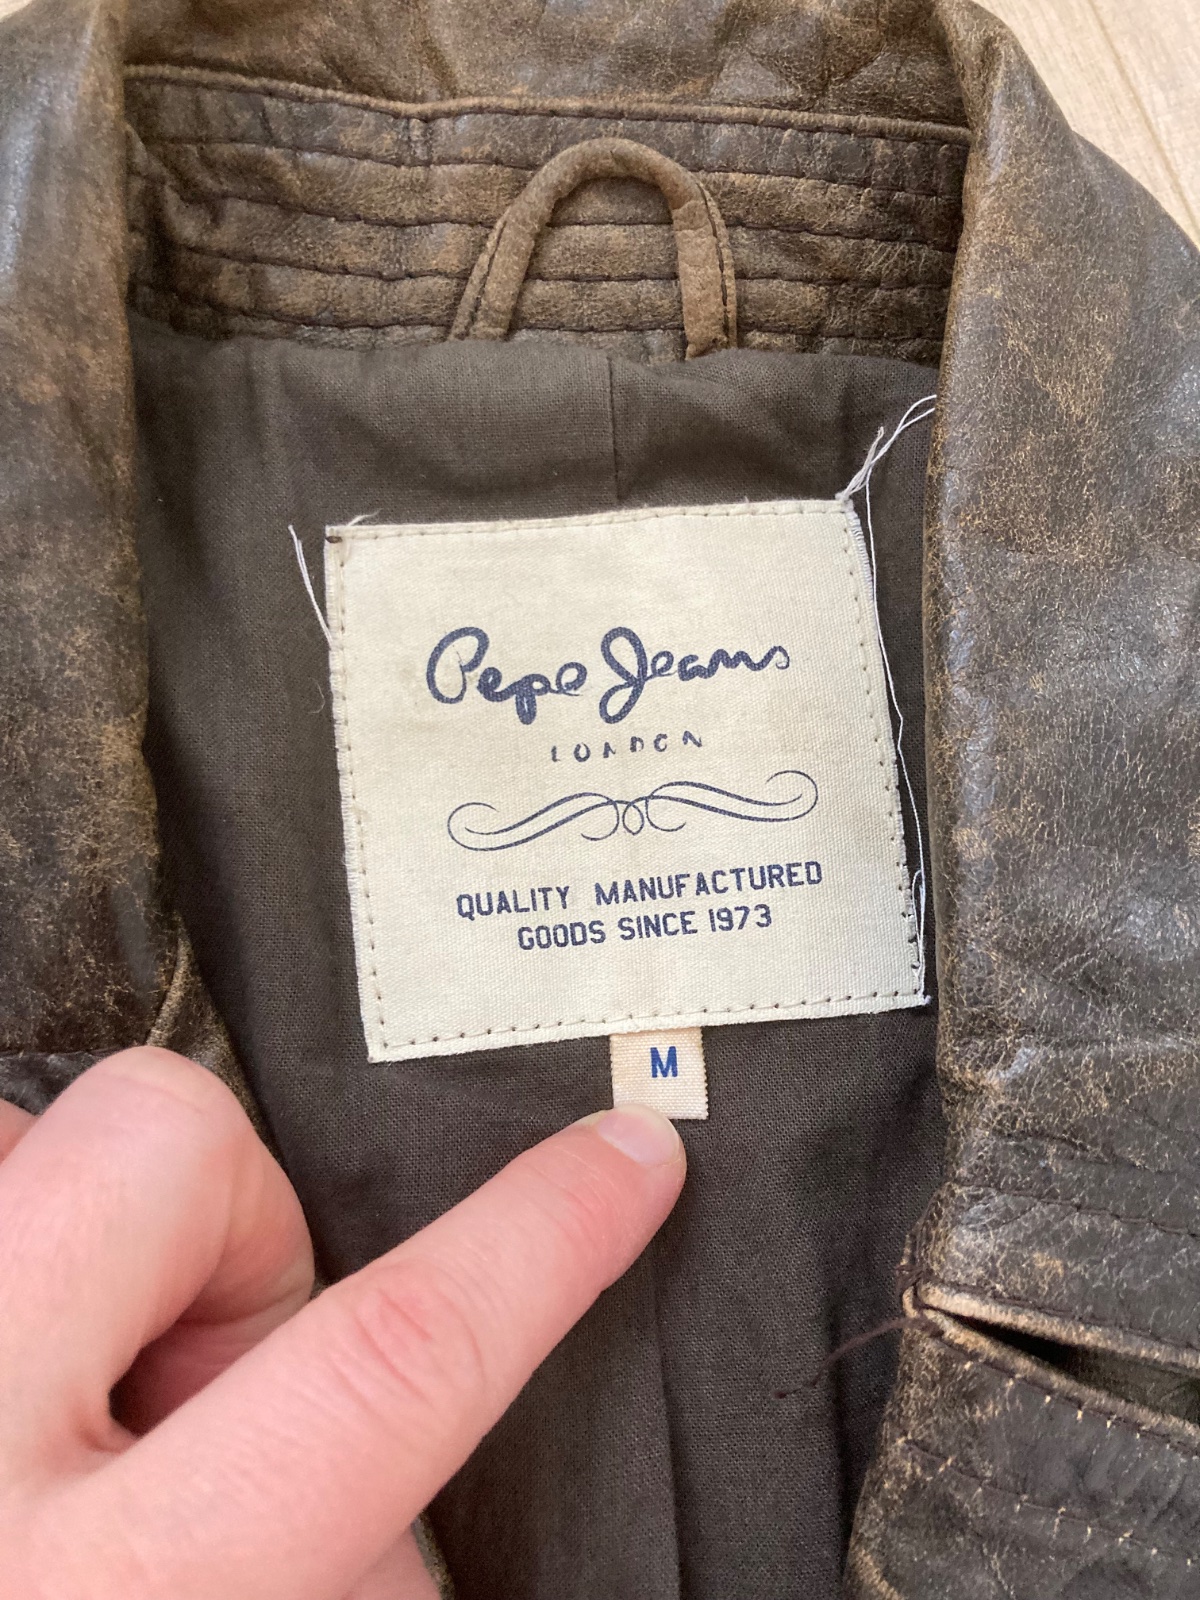 Pepe Jeans
LONDON
QUALITY MANUFACTURED
GOODS SINCE 1973
M